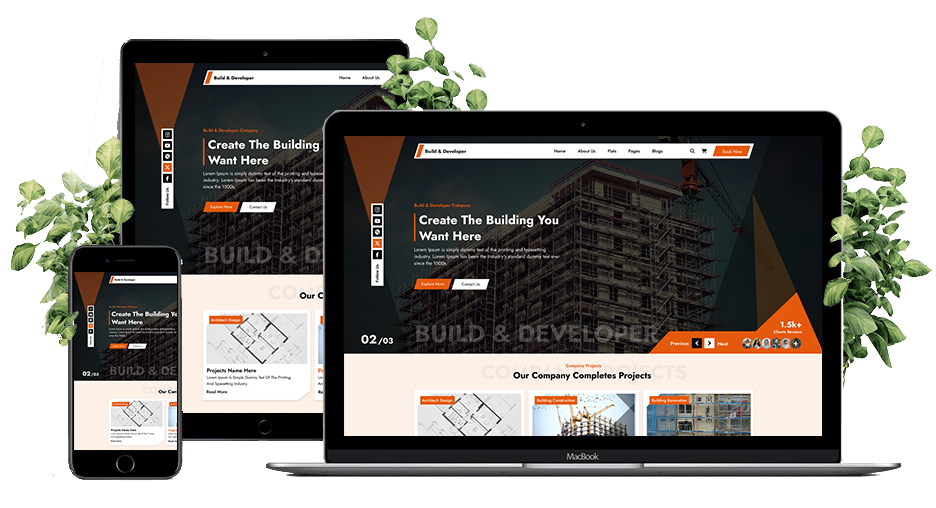 Build & Developer
Home
About Us
Build & Developer Company
Create The Building
Want Here
Lorem Ipsum is simply dummy text of the printing and
industry. Lorem Ipsum has been the Industry's standard
since the 1500s.
Explore More
Contact Us
Follow Us
BUILD & DE
COM
Our C
Architech Design
Projects Name Here
Lorem Ipsum Is Simply Dummy Text Of The Printing
And Typesetting Industry.
Read More
Build & Developer
Home
About Us
Flats
Pages
Blogs
Book Now
Build & Developer Company
Create The Building You
Want Here
Lorem Ipsum is simply dummy text of the printing and typesetting
industry. Lorem Ipsum has been the Industry's standard dummy text ever
since the 1500s.
Explore More
Contact Us
Follow Us
BUILD & DEVELOPER
02/03
Previous
Next
1.5k+
Clients Reviews
Company Projects
COMPANY PROJECTS
Our Company Completes Projects
Architech Design
Building Construction
Building Renovation
MacBook
Build & Developer
Create The Building Yo
Want Here
02/03
BUILD & DEVELOP
COMPA
Our Com
Projects Name Here
Read More